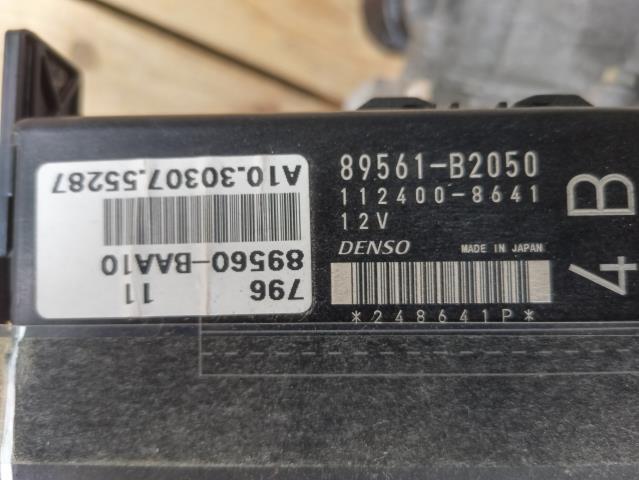 A10.30307.55287
89560-BAA10
11
796
89561-B2050
112400-8641
12V
DENSO MADE IN JAPAN
*248641P*
4B